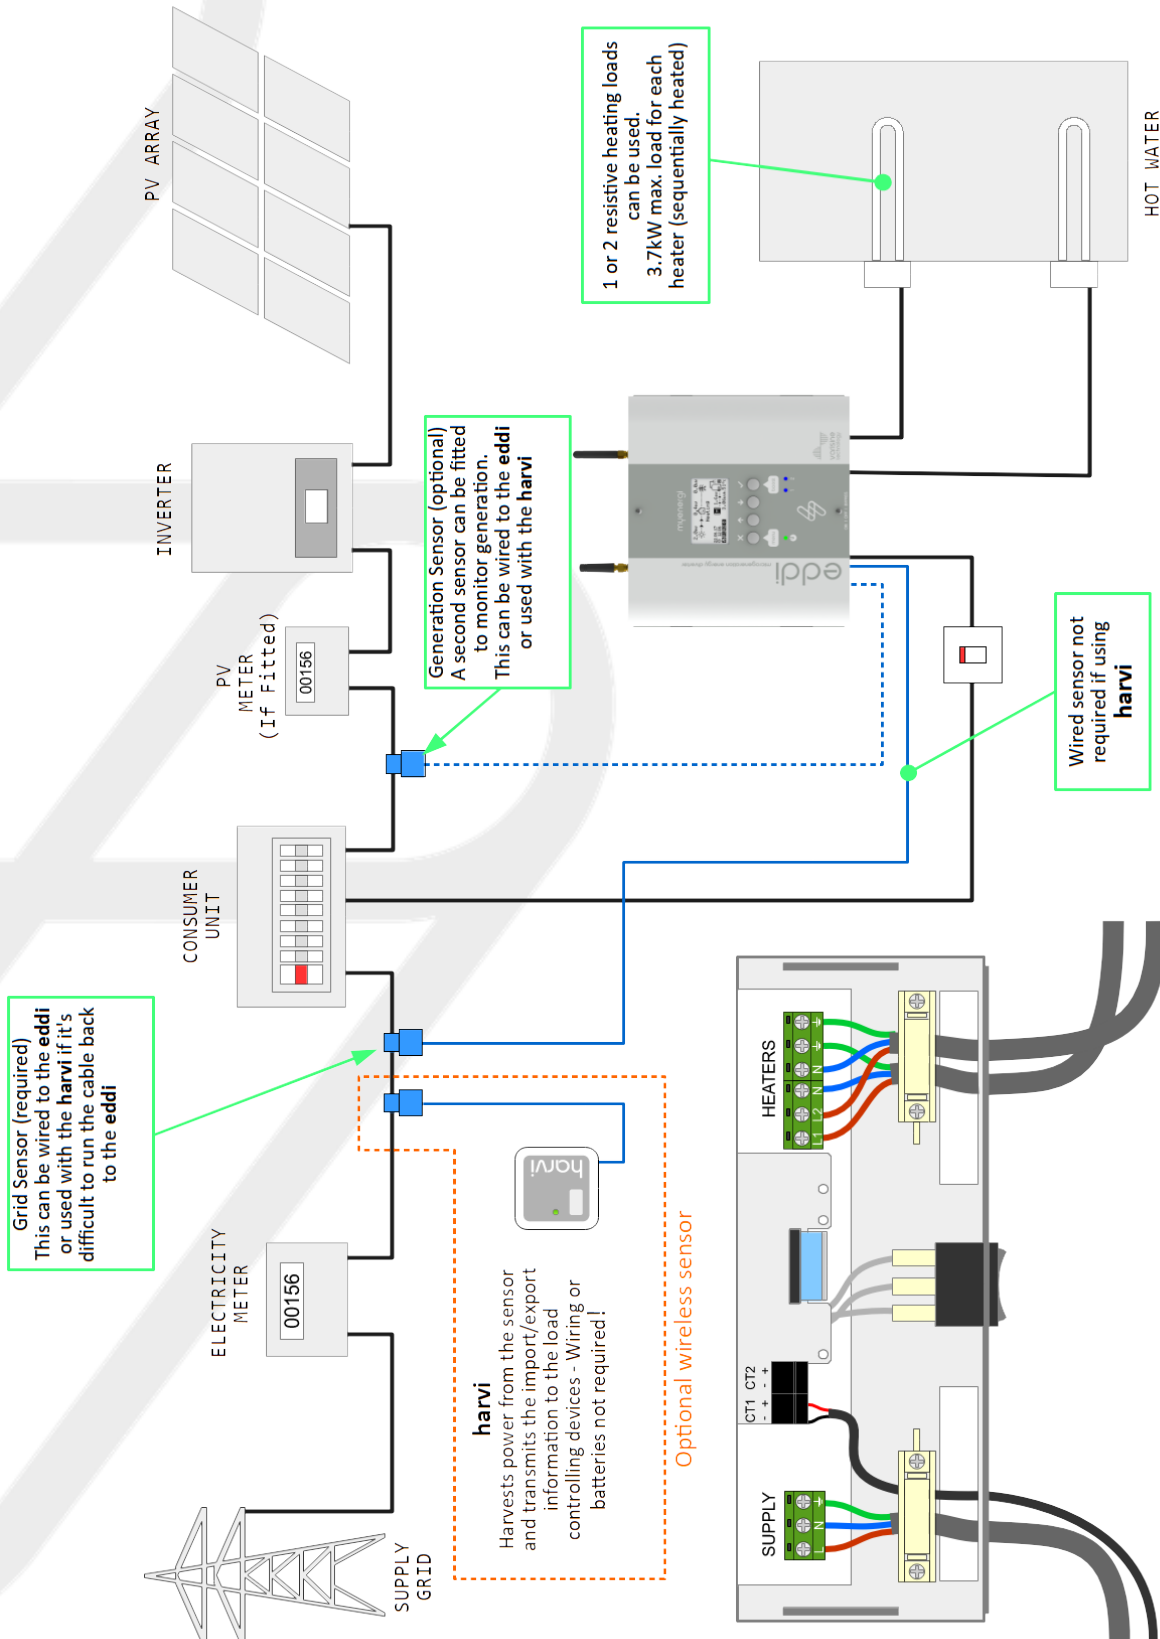 SUPPLY
GRID
ELECTRICITY
METER
00156
Grid Sensor (required)
This can be wired to the eddi
or used with the harvi if it's
difficult to run the cable back
to the eddi
CONSUMER
UNIT
PV
METER
(If Fitted)
00156
INVERTER
PV ARRAY
Generation Sensor (optional)
A second sensor can be fitted
to monitor generation.
This can be wired to the eddi
or used with the harvi
1 or 2 resistive heating loads
can be used.
3.7kW max. load for each
heater (sequentially heated)
HOT WATER
harvi
Harvests power from the sensor
and transmits the import/export
information to the load
controlling devices - Wiring or
batteries not required!
harvi
Optional wireless sensor
myenergi
eddi
microgeneration energy diverter
Wired sensor not
required if using
harvi
SUPPLY
L N
CT1 CT2
- + - +
HEATERS
L1 L2 N N